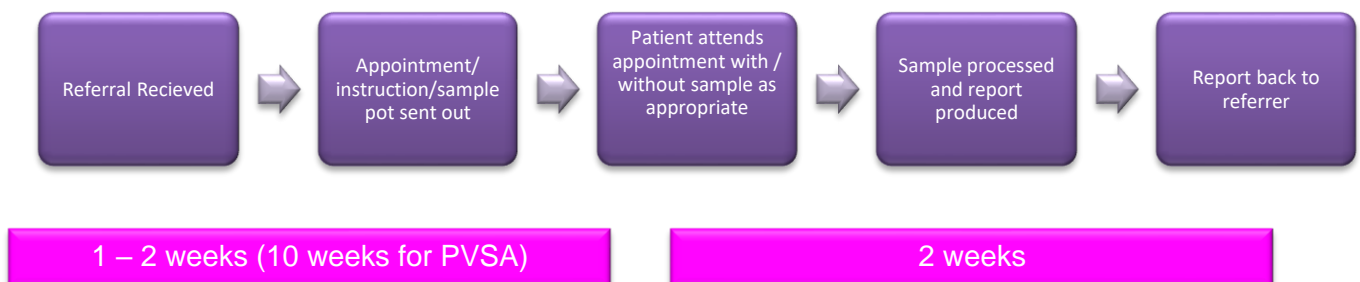 Referral Recieved
Appointment/
instruction/sample
pot sent out
Patient attends
appointment with /
without sample as
appropriate
Sample processed
and report
produced
Report back to
referrer
1 – 2 weeks (10 weeks for PVSA)
2 weeks